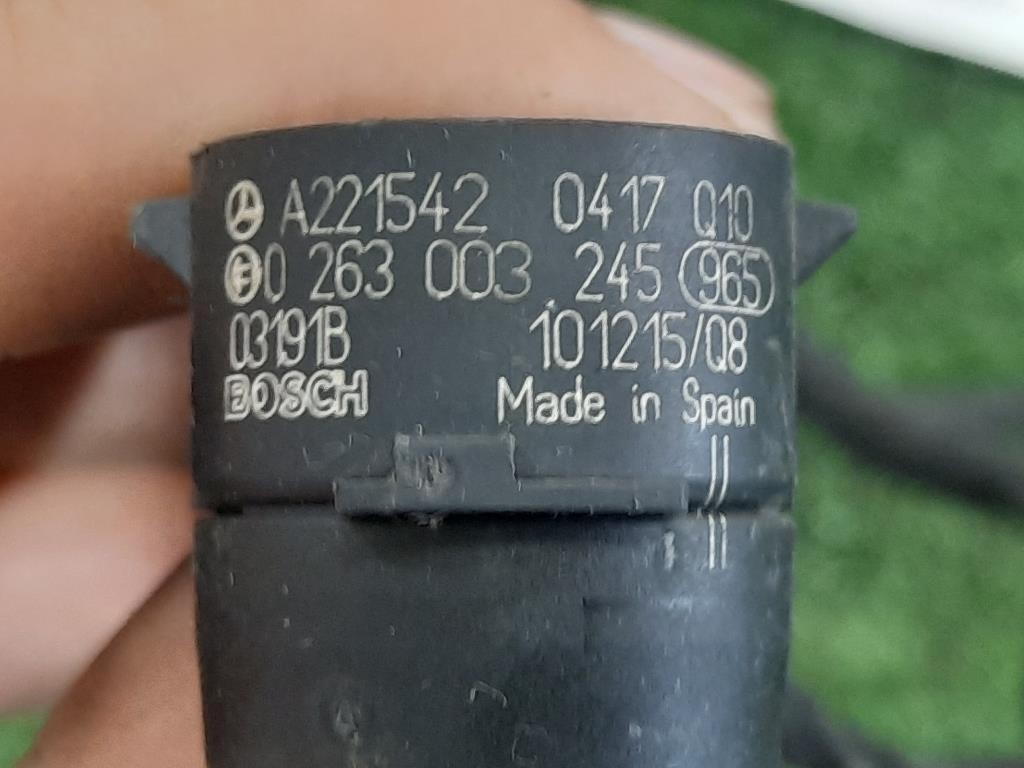 A221542 0417 Q10
0 263 003 245 965
03191B 101215/Q8
BOSCH Made in Spain